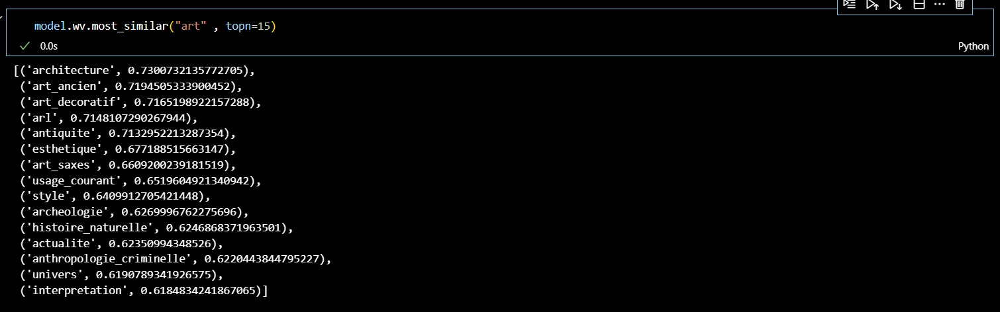 model.wv.most_similar("art" , topn=15)
0.0s
Python
[('architecture', 0.7300732135772705),
('art_ancien', 0.7194505333900452),
('art_decoratif', 0.7165198922157288),
('arl', 0.7148107290267944),
('antiquite', 0.7132952213287354),
('esthetique', 0.677188515663147),
('art_saxes', 0.6609200239181519),
('usage_courant', 0.6519604921340942),
('style', 0.6409912705421448),
('archeologie', 0.6269996762275696),
('histoire_naturelle', 0.6246868371963501),
('actualite', 0.62350994348526),
('anthropologie_criminelle', 0.6220443844795227),
('univers', 0.6190789341926575),
('interpretation', 0.6184834241867065)]